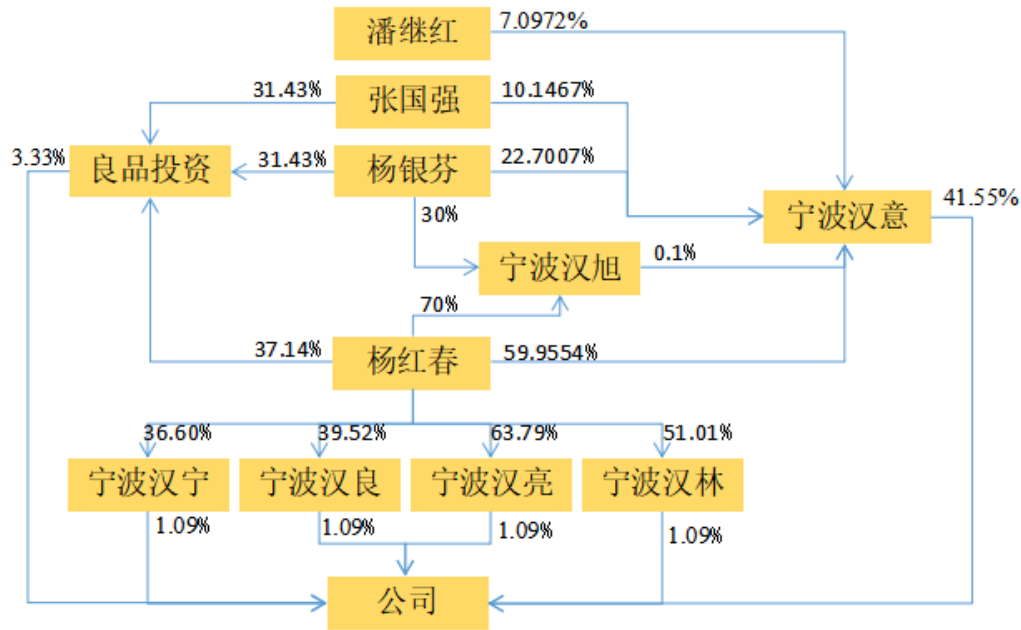 潘继红
7.0972%
31.43%
张国强
10.1467%
3.33%
良品投资
31.43%
杨银芬
22.7007%
宁波汉意
41.55%
30%
宁波汉旭
0.1%
70%
37.14%
杨红春
59.9554%
36.60%
39.52%
63.79%
51.01%
宁波汉宁
宁波汉良
宁波汉亮
宁波汉林
1.09%
1.09%
1.09%
1.09%
公司